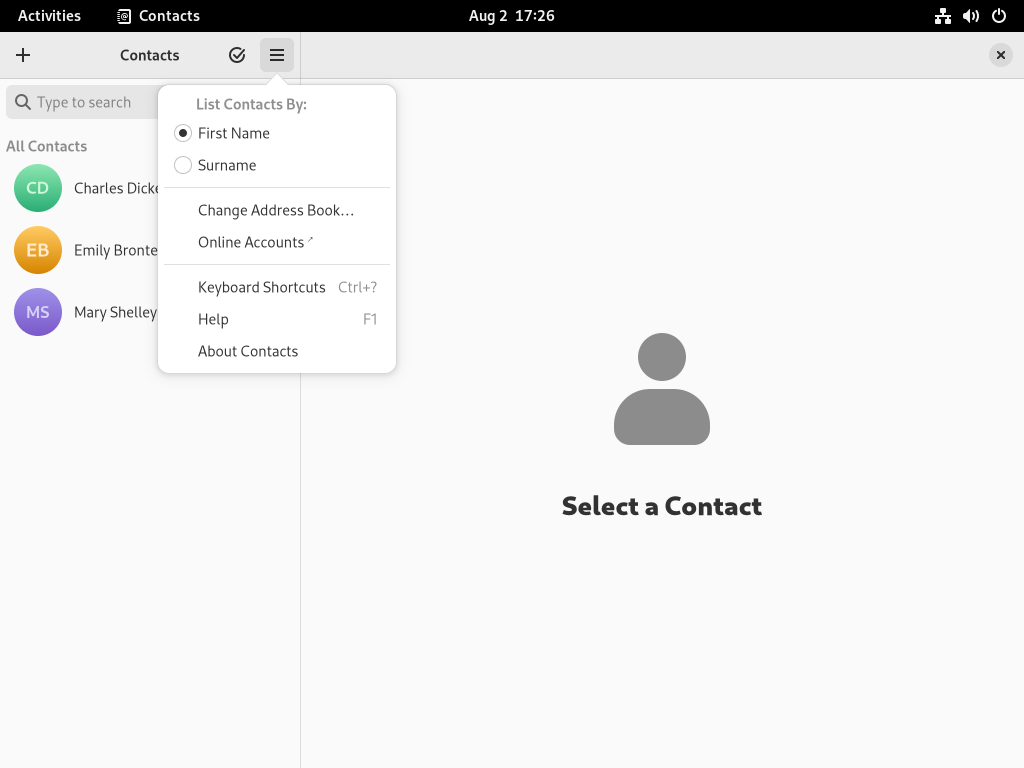 Activities Contacts Aug 2 17:26
Contacts
Type to search
All Contacts
CD Charles Dicke
EB Emily Bronte
MS Mary Shelley
List Contacts By:
First Name
Surname
Change Address Book…
Online Accounts ↗
Keyboard Shortcuts Ctrl+?
Help F1
About Contacts
Select a Contact